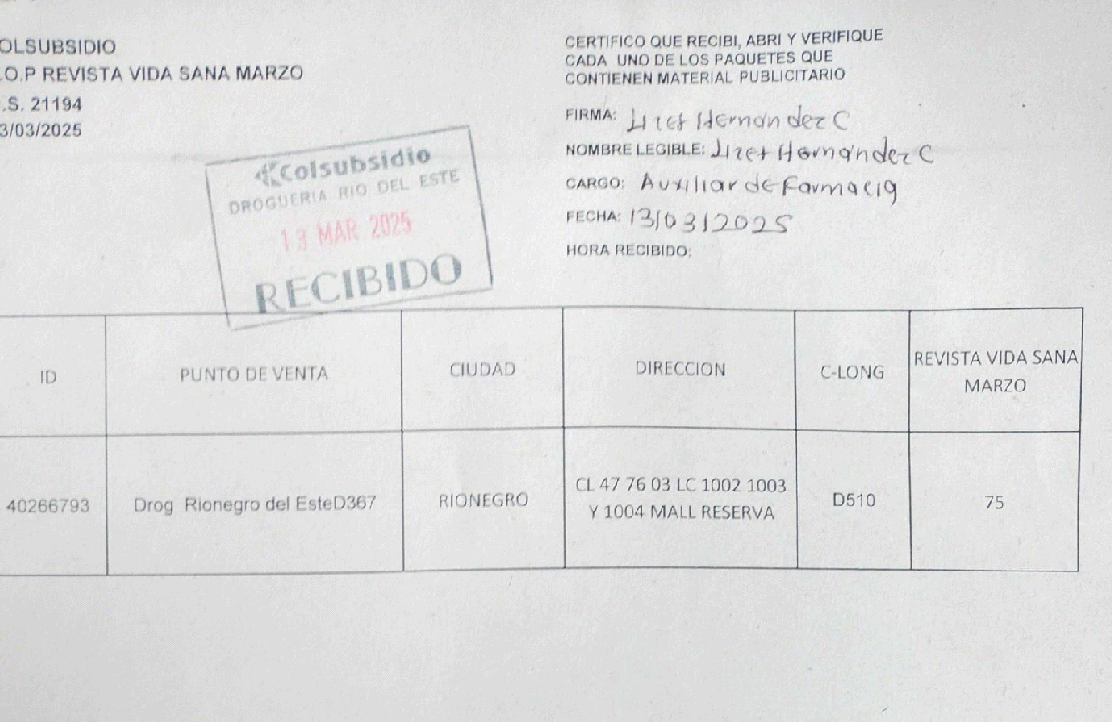 OLSUBSIDIO
.O.P REVISTA VIDA SANA MARZO
.S. 21194
3/03/2025
CERTIFICO QUE RECIBI, ABRI Y VERIFIQUE
CADA UNO DE LOS PAQUETES QUE
CONTIENEN MATERIAL PUBLICITARIO
FIRMA: Lizet Hernández C
NOMBRE LEGIBLE: Lizet Hernández C
CARGO: Auxiliar de Farmacia
FECHA: 13/03/2025
HORA RECIBIDO:
Colsubsidio
DROGUERIA RIO DEL ESTE
13 MAR 2025
RECIBIDO
ID PUNTO DE VENTA CIUDAD DIRECCION C-LONG REVISTA VIDA SANA
MARZO
40266793 Drog Rionegro del EsteD367 RIONEGRO CL 47 76 03 LC 1002 1003
Y 1004 MALL RESERVA D510 75